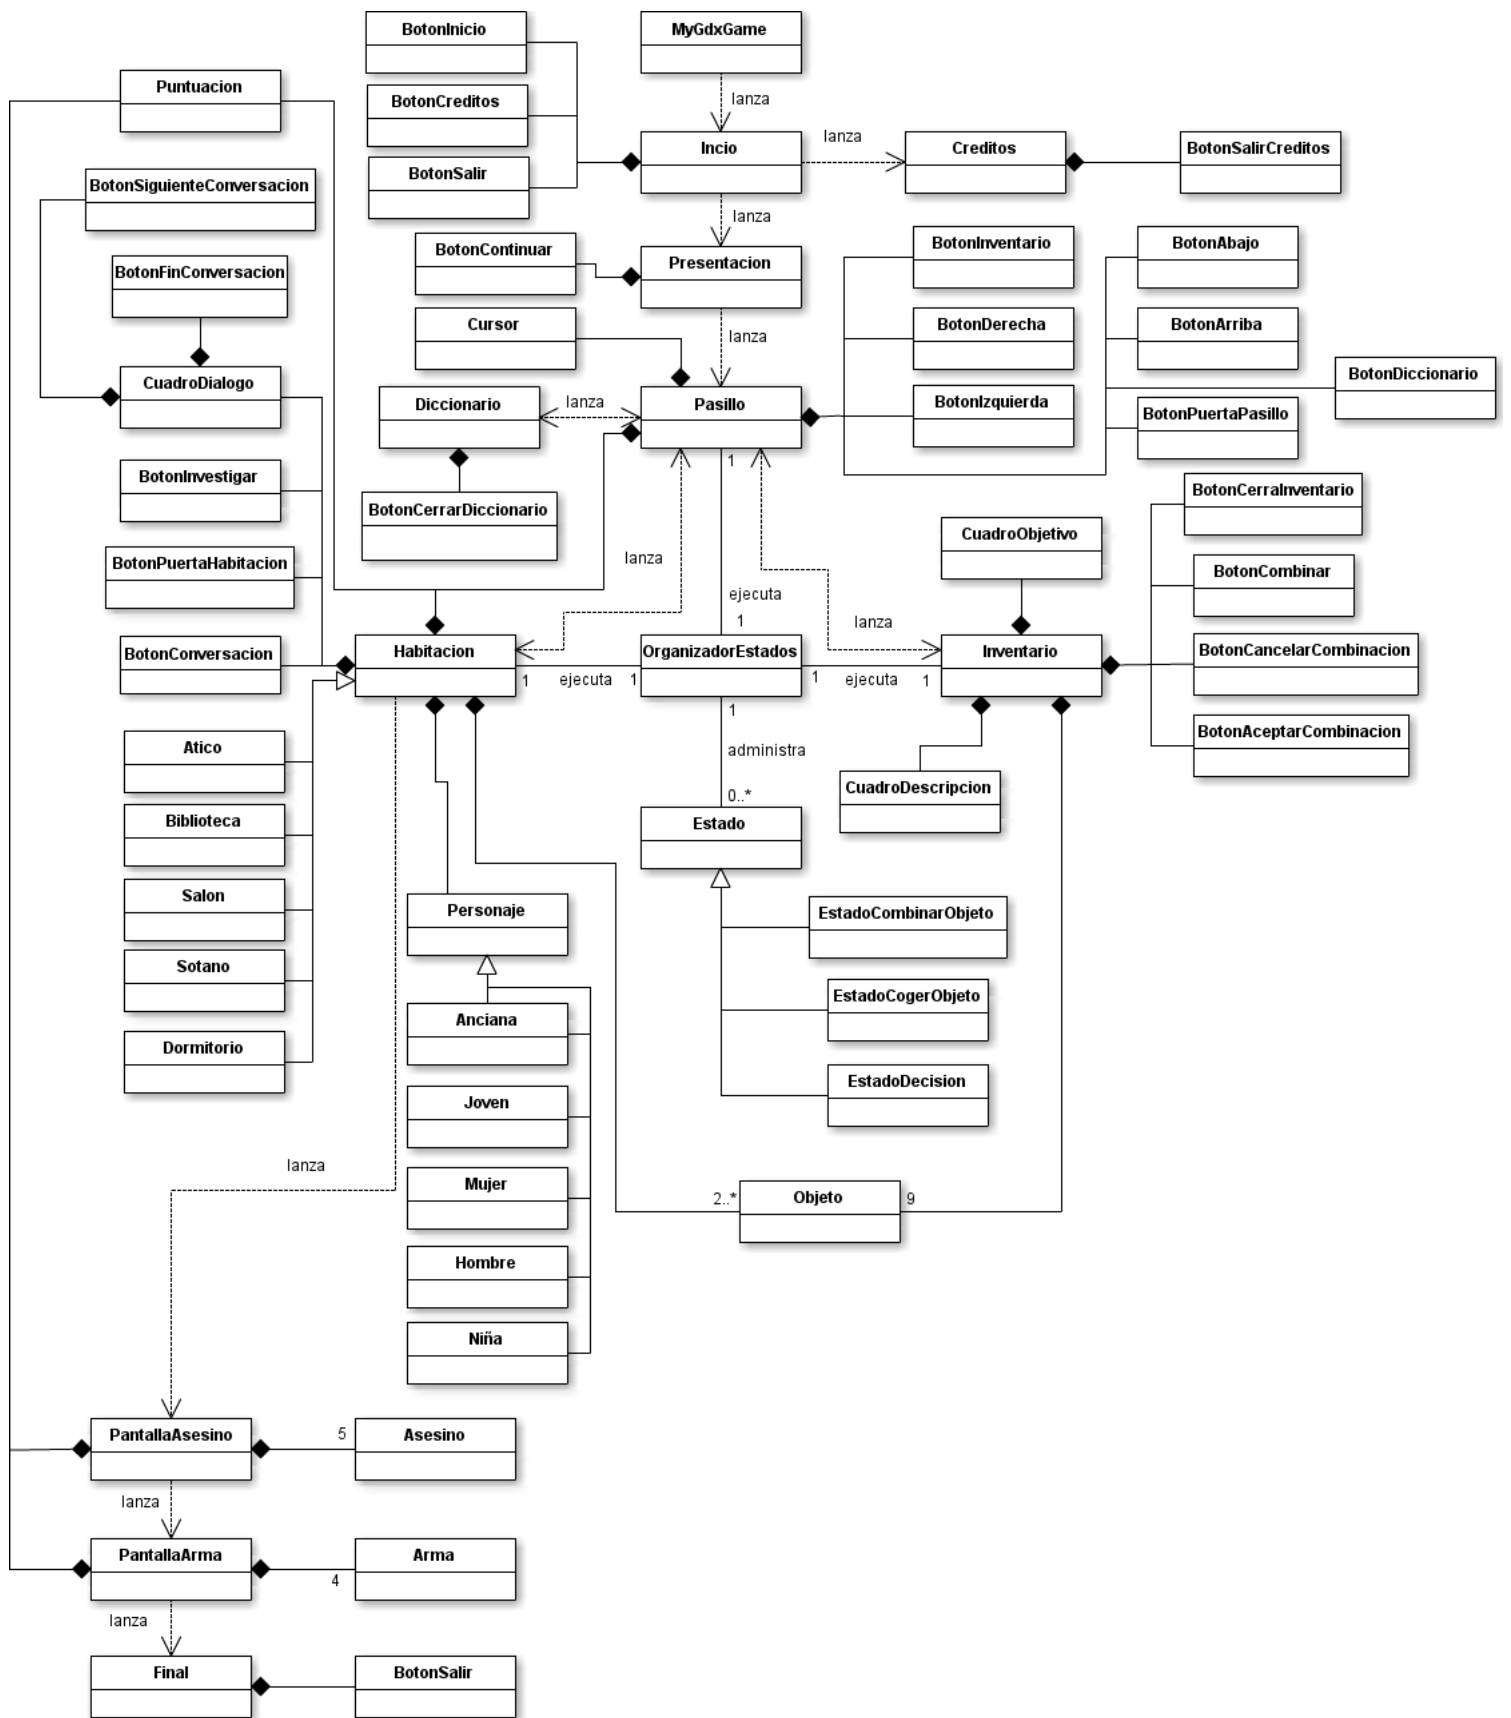 BotonInicio
MyGdxGame
Puntuacion
BotonCreditos
lanza
Incio
lanza
Creditos
BotonSalirCreditos
BotonSalir
BotonSiguienteConversacion
lanza
BotonContinuar
Presentacion
BotonInventario
BotonAbajo
BotonFinConversacion
Cursor
lanza
BotonDerecha
BotonArriba
CuadroDialogo
Diccionario
lanza
Pasillo
BotonIzquierda
BotonDiccionario
BotonPuertaPasillo
1
BotonInvestigar
BotonCerrarDiccionario
BotonCerraInventario
CuadroObjetivo
BotonPuertaHabitacion
lanza
BotonCombinar
ejecuta
lanza
1
BotonConversacion
Habitacion
OrganizadorEstados
Inventario
BotonCancelarCombinacion
1
ejecuta
1
1
ejecuta
1
1
Atico
administra
BotonAceptarCombinacion
0..*
CuadroDescripcion
Biblioteca
Estado
Salon
Personaje
EstadoCombinarObjeto
Sotano
EstadoCogerObjeto
Anciana
Dormitorio
EstadoDecision
Joven
lanza
Mujer
2..*
Objeto
9
Hombre
Niña
PantallaAsesino
5
Asesino
lanza
PantallaArma
4
Arma
lanza
Final
BotonSalir